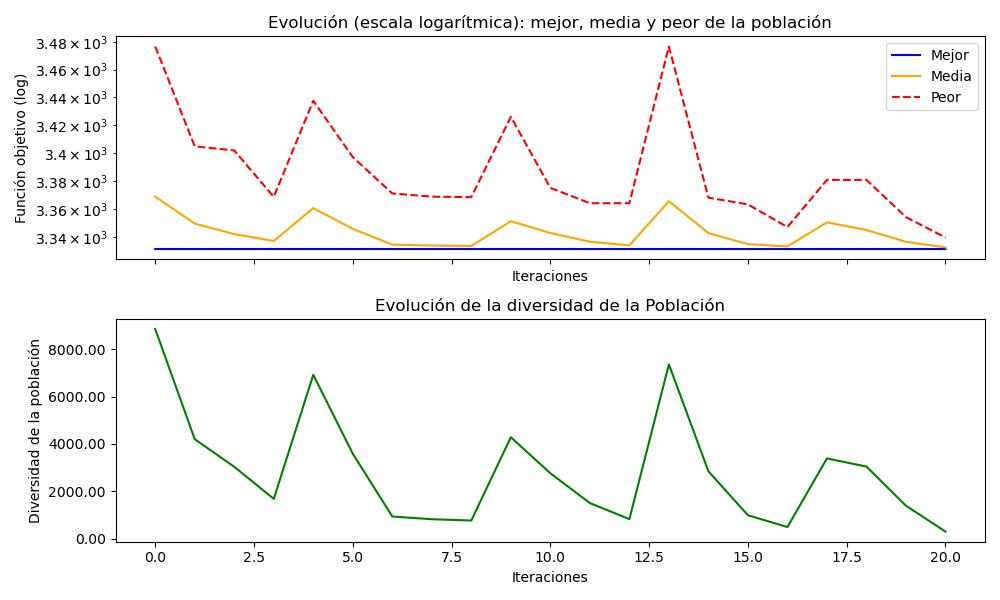 Evolución (escala logarítmica): mejor, media y peor de la población
Función objetivo (log)
3.48 × 10³
3.46 × 10³
3.44 × 10³
3.42 × 10³
3.4 × 10³
3.38 × 10³
3.36 × 10³
3.34 × 10³
Mejor
Media
Peor
Iteraciones
Evolución de la diversidad de la Población
Diversidad de la población
8000.00
6000.00
4000.00
2000.00
0.00
0.0 2.5 5.0 7.5 10.0 12.5 15.0 17.5 20.0
Iteraciones